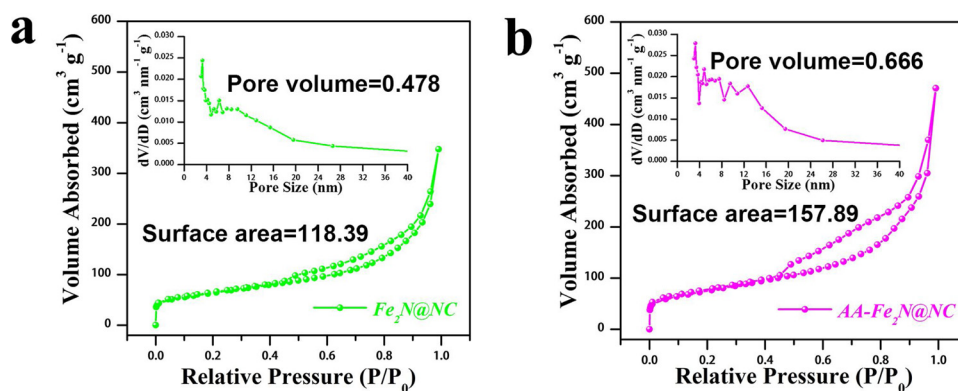 a
Volume Absorbed (cm³ g⁻¹)
600
500
400
300
200
100
0
0.0 0.2 0.4 0.6 0.8 1.0
Relative Pressure (P/P₀)
dV/dD (cm³ nm⁻¹ g⁻¹)
0.030
0.025
0.020
0.015
0.010
0.005
0.000
0 4 8 12 16 20 24 28 32 36 40
Pore Size (nm)
Pore volume=0.478
Surface area=118.39
Fe₂N@NC
b
Volume Absorbed (cm³ g⁻¹)
600
500
400
300
200
100
0
0.0 0.2 0.4 0.6 0.8 1.0
Relative Pressure (P/P₀)
dV/dD (cm³ nm⁻¹ g⁻¹)
0.030
0.025
0.020
0.015
0.010
0.005
0.000
0 4 8 12 16 20 24 28 32 36 40
Pore Size (nm)
Pore volume=0.666
Surface area=157.89
AA-Fe₂N@NC